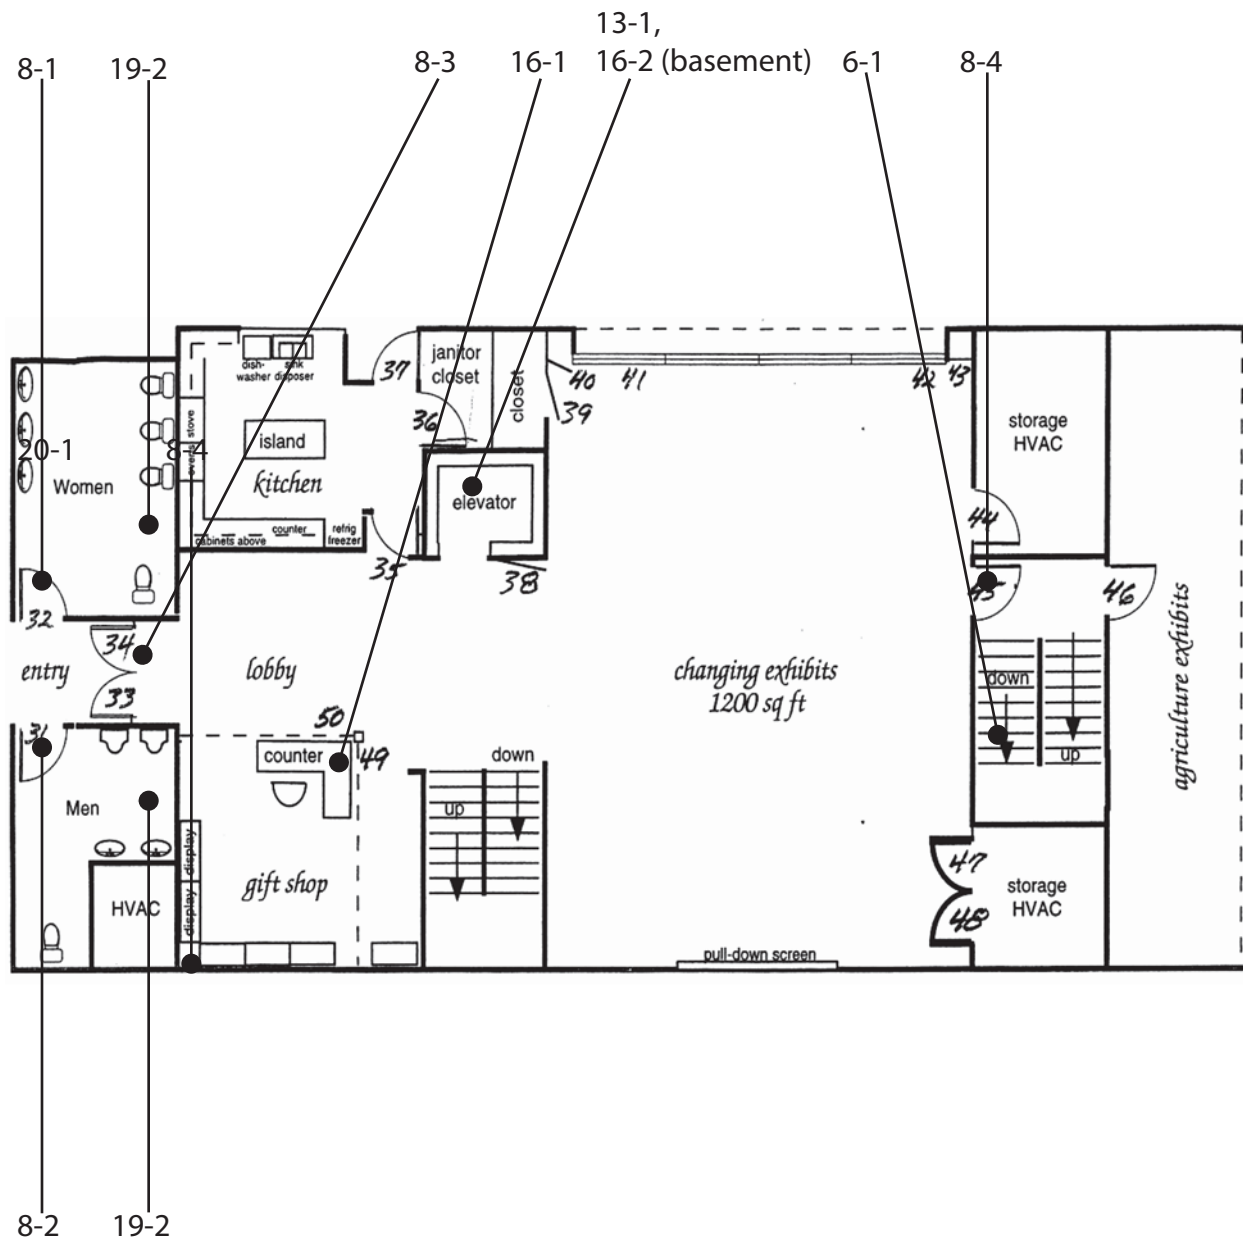 13-1,
8-1
19-2
8-3
16-1
16-2 (basement)
6-1
8-4
dish-
washer
sink
disposer
37
janitor
closet
closet
40
41
42
43
39
36
stove
ovens
island
kitchen
storage
HVAC
20-1
8-4
Women
elevator
counter
cabinets above
refrig
freezer
35
38
44
45
46
32
34
33
entry
lobby
changing exhibits
1200 sq ft
down
up
agriculture exhibits
31
50
counter
49
down
up
Men
display
display
gift shop
HVAC
47
48
storage
HVAC
pull-down screen
8-2
19-2